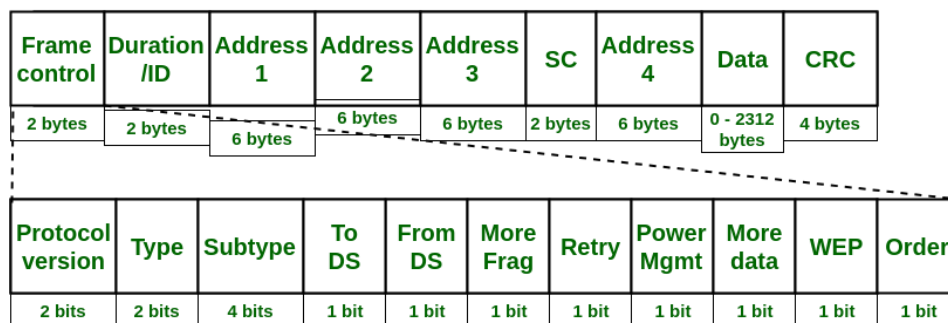 Frame control
Duration /ID
Address 1
Address 2
Address 3
SC
Address 4
Data
CRC
2 bytes
2 bytes
6 bytes
6 bytes
6 bytes
2 bytes
6 bytes
0 - 2312 bytes
4 bytes
Protocol version
Type
Subtype
To DS
From DS
More Frag
Retry
Power Mgmt
More data
WEP
Order
2 bits
2 bits
4 bits
1 bit
1 bit
1 bit
1 bit
1 bit
1 bit
1 bit
1 bit